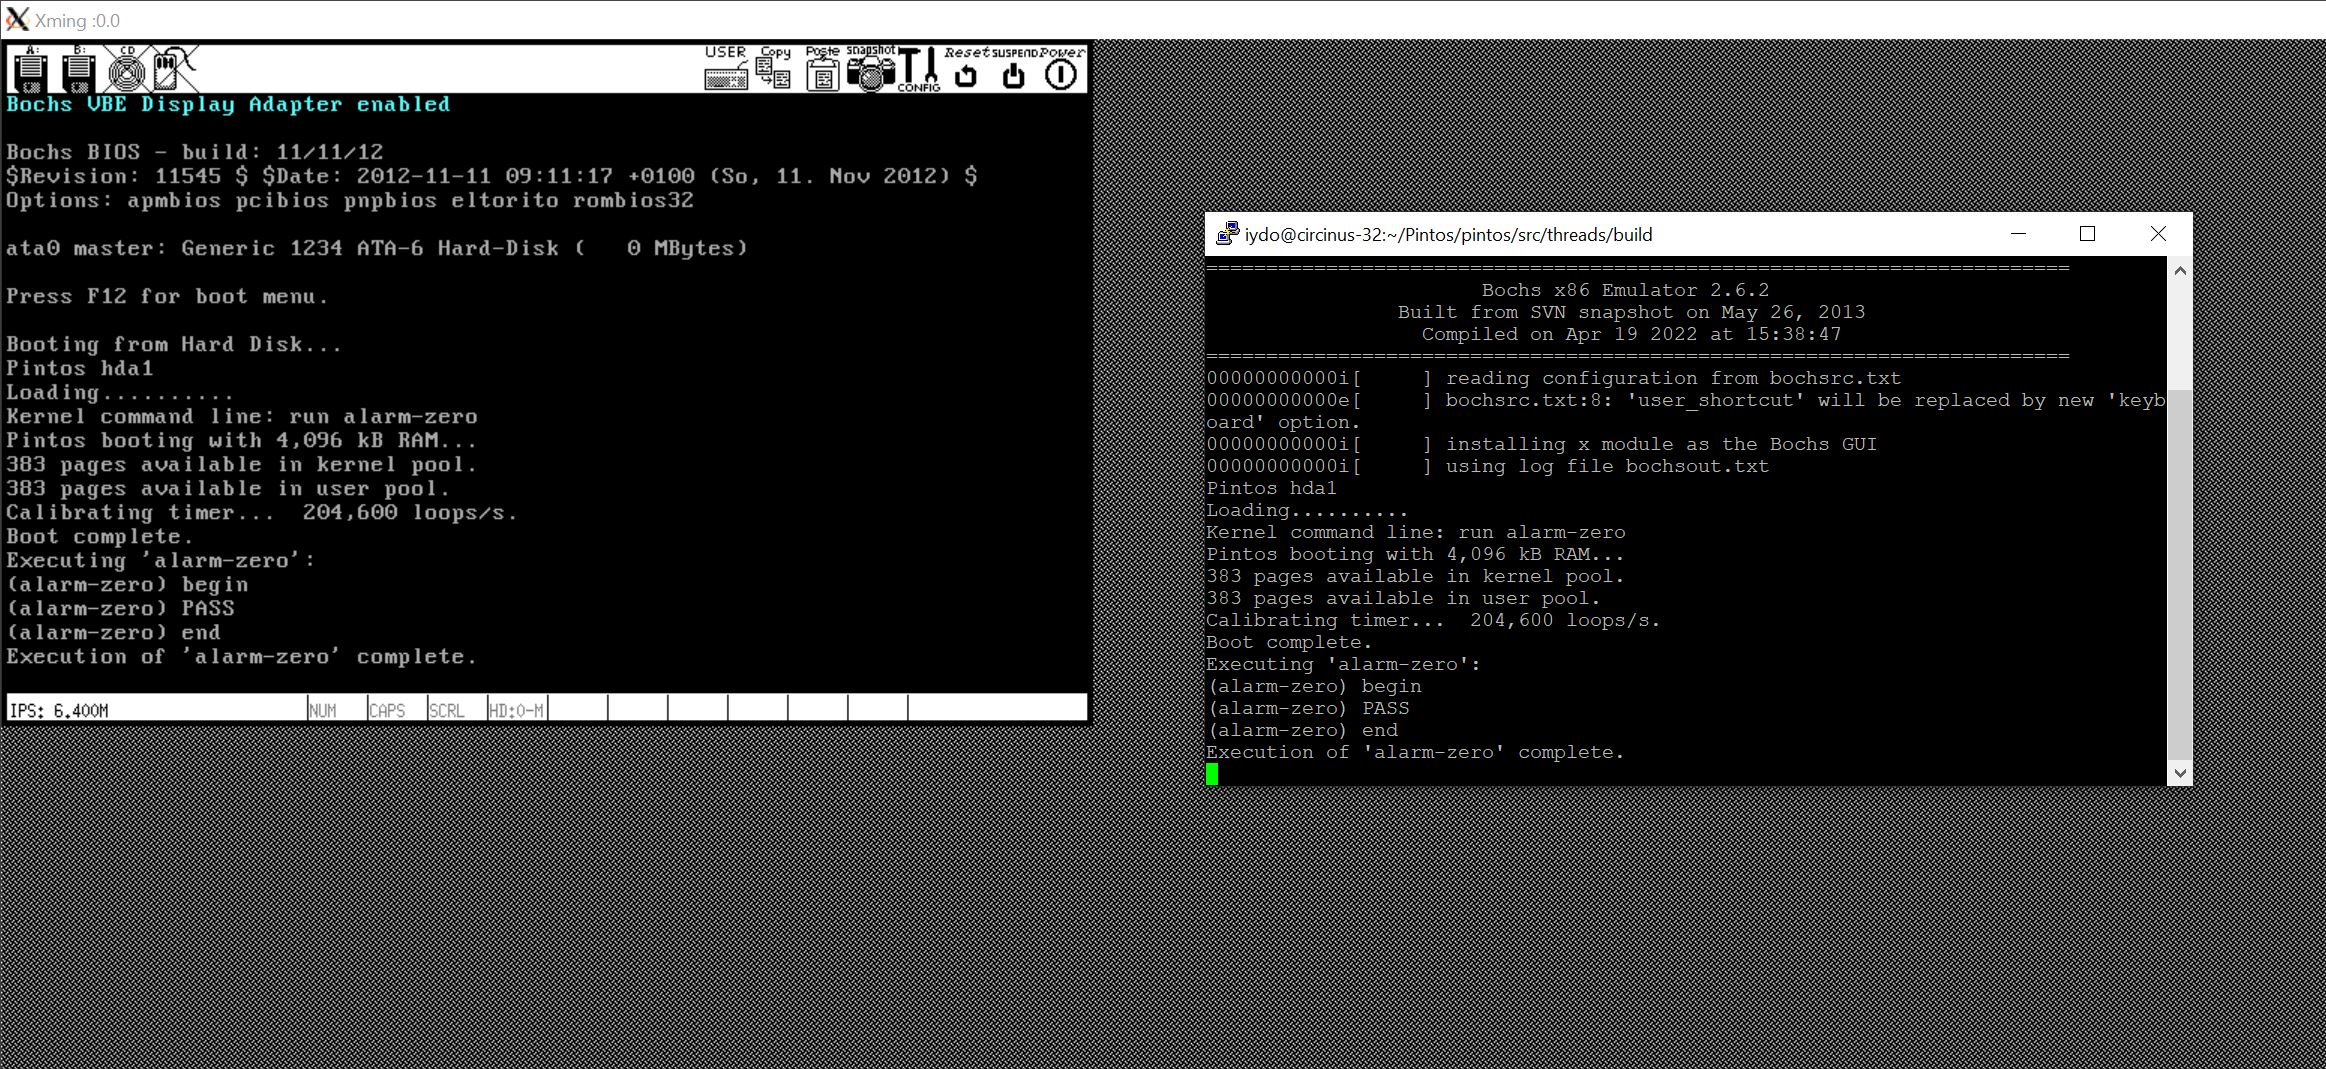 Xming :0.0
A: B: CD USER Copy Paste snapshot CONFIG Reset SUSPEND Power
Bochs VBE Display Adapter enabled
Bochs BIOS - build: 11/11/12
$Revision: 11545 $ $Date: 2012-11-11 09:11:17 +0100 (So, 11. Nov 2012) $
Options: apmbios pcibios pnpbios eltorito rombios32
ata0 master: Generic 1234 ATA-6 Hard-Disk (   0 MBytes)
Press F12 for boot menu.
Booting from Hard Disk...
Pintos hda1
Loading..........
Kernel command line: run alarm-zero
Pintos booting with 4,096 kB RAM...
383 pages available in kernel pool.
383 pages available in user pool.
Calibrating timer...  204,600 loops/s.
Boot complete.
Executing 'alarm-zero':
(alarm-zero) begin
(alarm-zero) PASS
(alarm-zero) end
Execution of 'alarm-zero' complete.
IPS: 6.400M NUM CAPS SCRL HD:0-M
iydo@circinus-32:~/Pintos/pintos/src/threads/build
========================================================================
Bochs x86 Emulator 2.6.2
Built from SVN snapshot on May 26, 2013
Compiled on Apr 19 2022 at 15:38:47
========================================================================
00000000000i[     ] reading configuration from bochsrc.txt
00000000000e[     ] bochsrc.txt:8: 'user_shortcut' will be replaced by new 'keyb
oard' option.
00000000000i[     ] installing x module as the Bochs GUI
00000000000i[     ] using log file bochsout.txt
Pintos hda1
Loading..........
Kernel command line: run alarm-zero
Pintos booting with 4,096 kB RAM...
383 pages available in kernel pool.
383 pages available in user pool.
Calibrating timer...  204,600 loops/s.
Boot complete.
Executing 'alarm-zero':
(alarm-zero) begin
(alarm-zero) PASS
(alarm-zero) end
Execution of 'alarm-zero' complete.